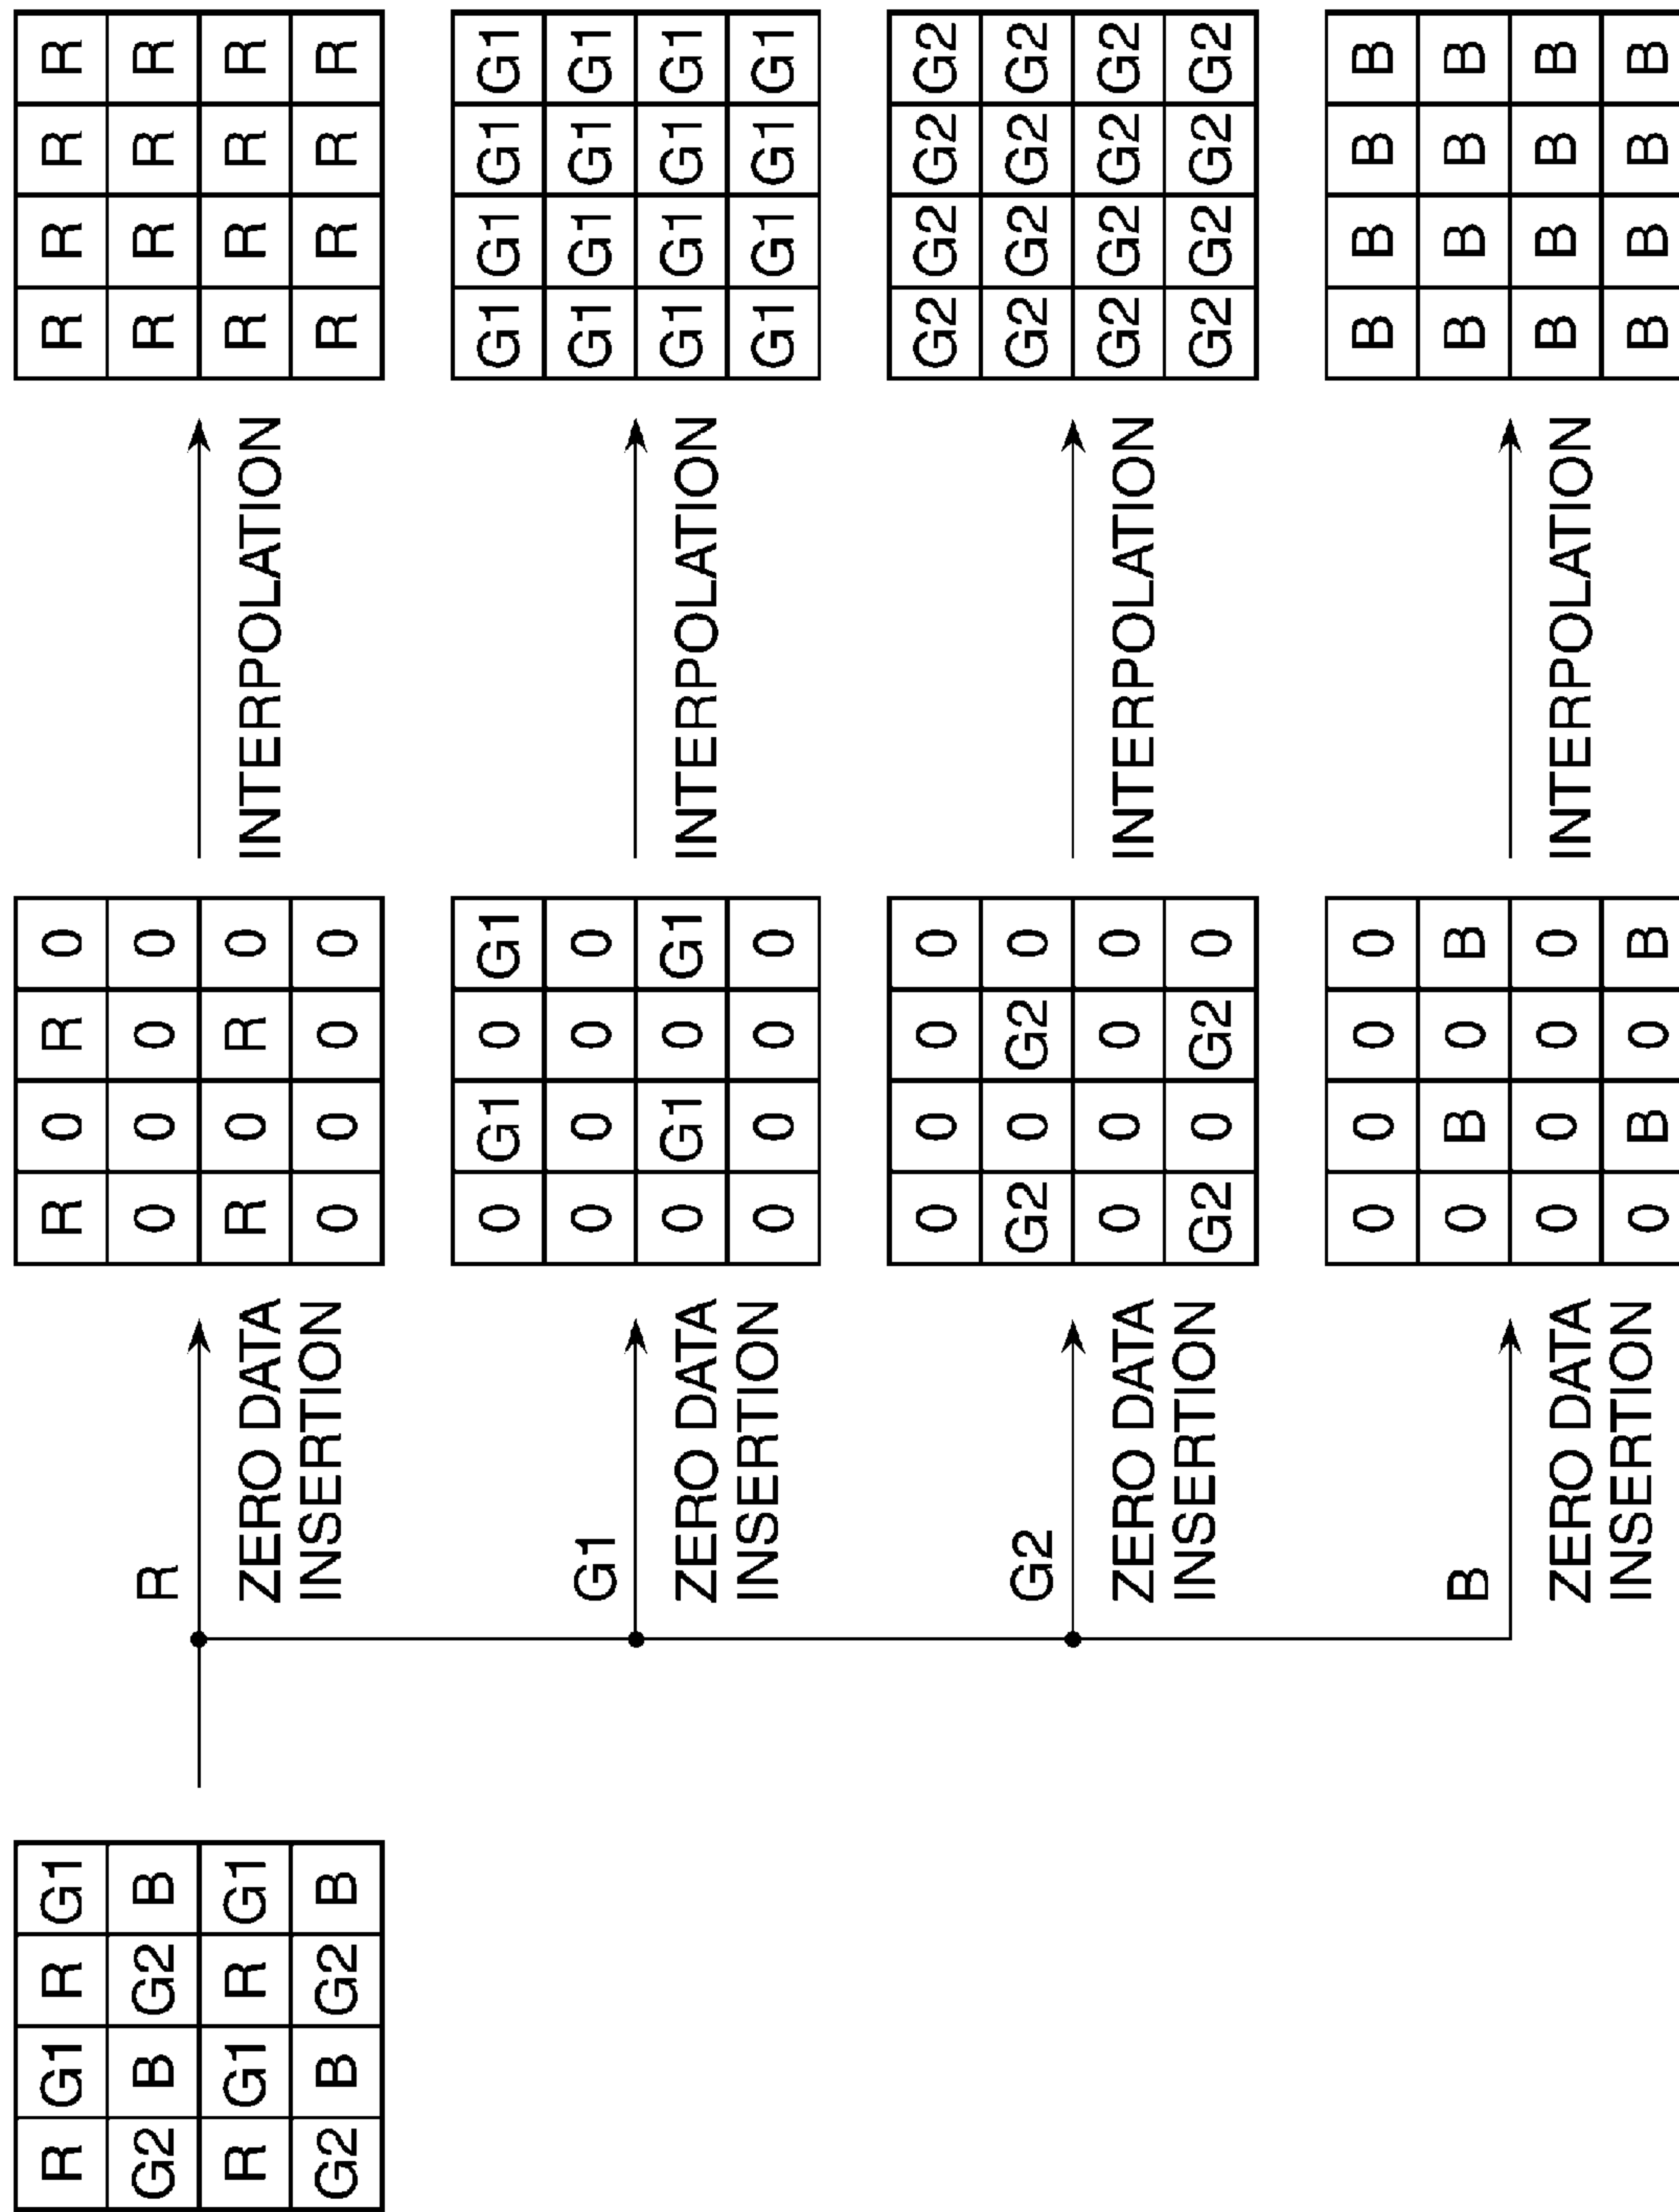 R G1 R G1
G2 B G2 B
R G1 R G1
G2 B G2 B
R
ZERO DATA
INSERTION
R 0 R 0
0 0 0 0
R 0 R 0
0 0 0 0
INTERPOLATION
R R R R
R R R R
R R R R
R R R R
G1
ZERO DATA
INSERTION
0 G1 0 G1
0 0 0 0
0 G1 0 G1
0 0 0 0
INTERPOLATION
G1 G1 G1 G1
G1 G1 G1 G1
G1 G1 G1 G1
G1 G1 G1 G1
G2
ZERO DATA
INSERTION
0 0 0 0
G2 0 G2 0
0 0 0 0
G2 0 G2 0
INTERPOLATION
G2 G2 G2 G2
G2 G2 G2 G2
G2 G2 G2 G2
G2 G2 G2 G2
B
ZERO DATA
INSERTION
0 0 0 0
0 B 0 B
0 0 0 0
0 B 0 B
INTERPOLATION
B B B B
B B B B
B B B B
B B B B